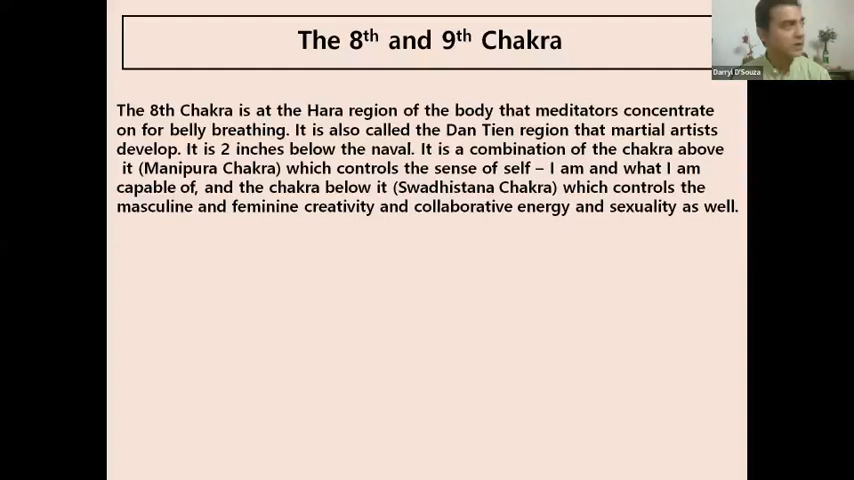 The 8th and 9th Chakra
Darryl D'Souza
The 8th Chakra is at the Hara region of the body that meditators concentrate
on for belly breathing. It is also called the Dan Tien region that martial artists
develop. It is 2 inches below the naval. It is a combination of the chakra above
it (Manipura Chakra) which controls the sense of self – I am and what I am
capable of, and the chakra below it (Swadhistana Chakra) which controls the
masculine and feminine creativity and collaborative energy and sexuality as well.